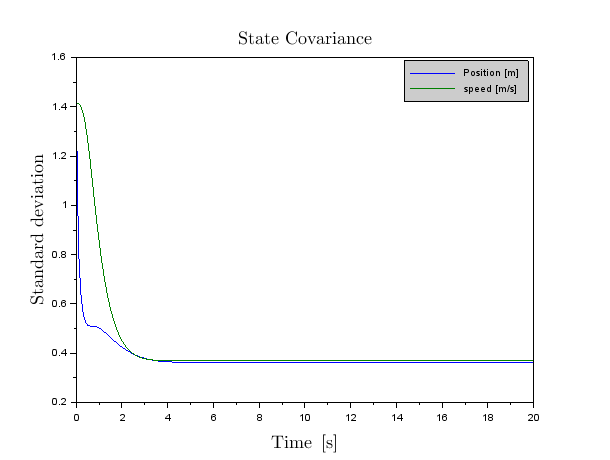 State Covariance
Position [m]
speed [m/s]
Standard deviation
1.6
1.4
1.2
1
0.8
0.6
0.4
0.2
0 2 4 6 8 10 12 14 16 18 20
Time [s]